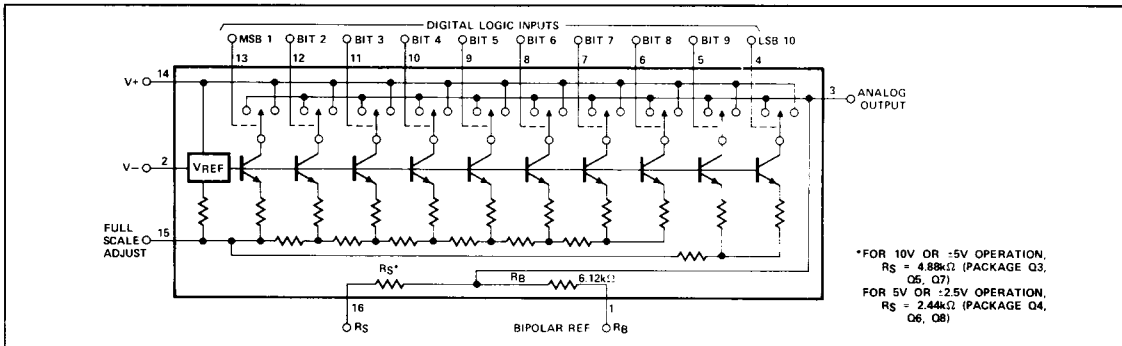 DIGITAL LOGIC INPUTS
MSB 1 BIT 2 BIT 3 BIT 4 BIT 5 BIT 6 BIT 7 BIT 8 BIT 9 LSB 10
13 12 11 10 9 8 7 6 5 4
V+ 14
3 ANALOG
OUTPUT
V− 2 VREF
FULL
SCALE
ADJUST 15
RS* RB 6.12kΩ
16 1
RS BIPOLAR REF RB
*FOR 10V OR ±5V OPERATION,
RS = 4.88kΩ (PACKAGE Q3,
Q5, Q7)
FOR 5V OR ±2.5V OPERATION,
RS = 2.44kΩ (PACKAGE Q4,
Q6, Q8)